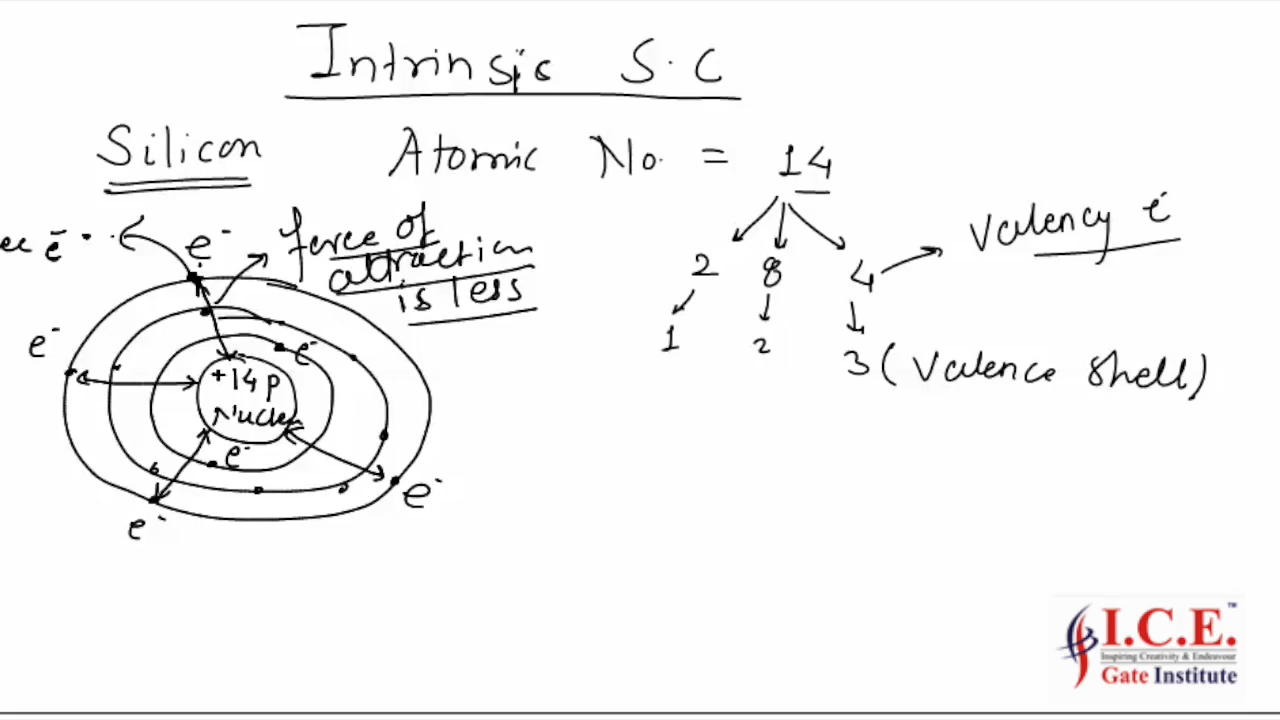 Intrinsic S.C
Silicon Atomic No. = 14
2 8 4 Valency e⁻
1 2 3 (Valence Shell)
e⁻ force of
attraction
is less
e⁻ .
e⁻
e⁻
+14 p
e⁻
e⁻
e⁻
I.C.E.™
Inspiring Creativity & Endeavour
Gate Institute